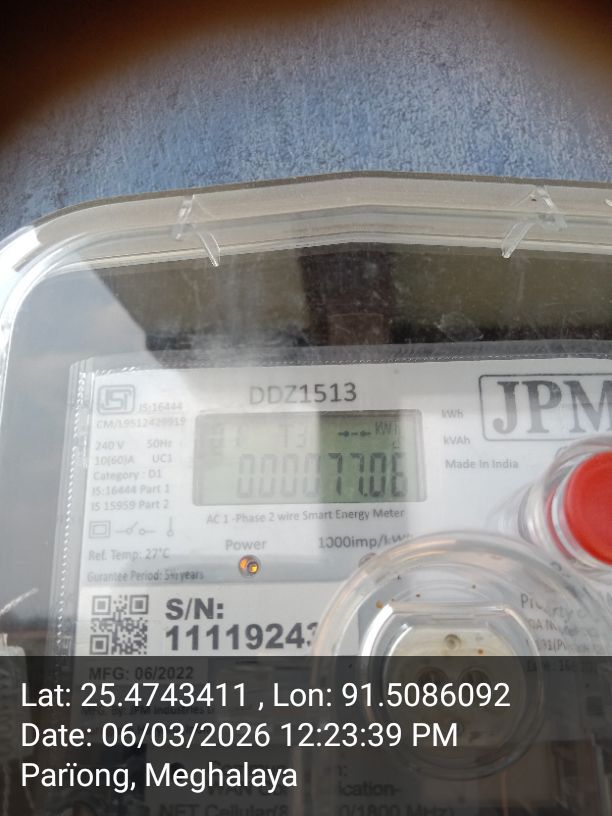 DDZ1513
IS:16444
CM/L9512429919
240 V 50Hz
10(60)A UC1
Category : D1
IS:16444 Part 1
IS 15959 Part 2
kWh
kVAh
JPM
Made in India
KWh
AC 1 -Phase 2 wire Smart Energy Meter
Ref. Temp: 27°C
Power
1000imp/kWh
Gurantee Period: 5½ years
S/N:
11119243
MFG: 06/2022
Lat: 25.4743411 , Lon: 91.5086092
Date: 06/03/2026 12:23:39 PM
Parïong, Meghalaya